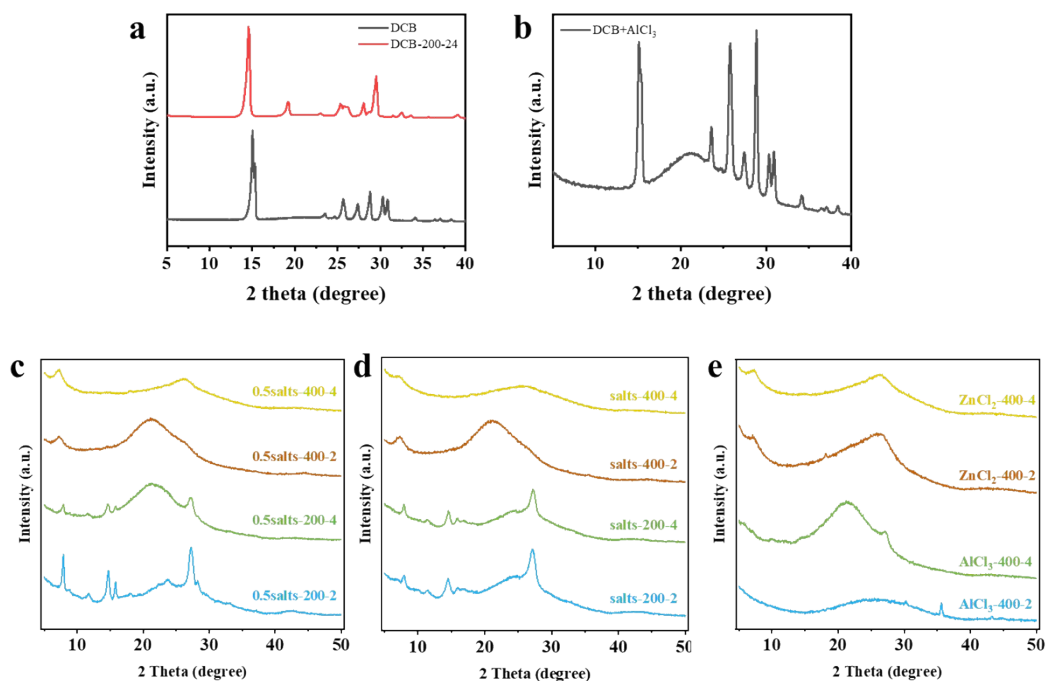 a
DCB
DCB-200-24
Intensity (a.u.)
5 10 15 20 25 30 35 40
2 theta (degree)
b
DCB+AlCl₃
Intensity (a.u.)
10 20 30 40
2 theta (degree)
c
0.5salts-400-4
0.5salts-400-2
0.5salts-200-4
0.5salts-200-2
Intensity (a.u.)
10 20 30 40 50
2 Theta (degree)
d
salts-400-4
salts-400-2
salts-200-4
salts-200-2
Intensity (a.u.)
10 20 30 40 50
2 Theta (degree)
e
ZnCl₂-400-4
ZnCl₂-400-2
AlCl₃-400-4
AlCl₃-400-2
Intensity (a.u.)
10 20 30 40 50
2 Theta (degree)